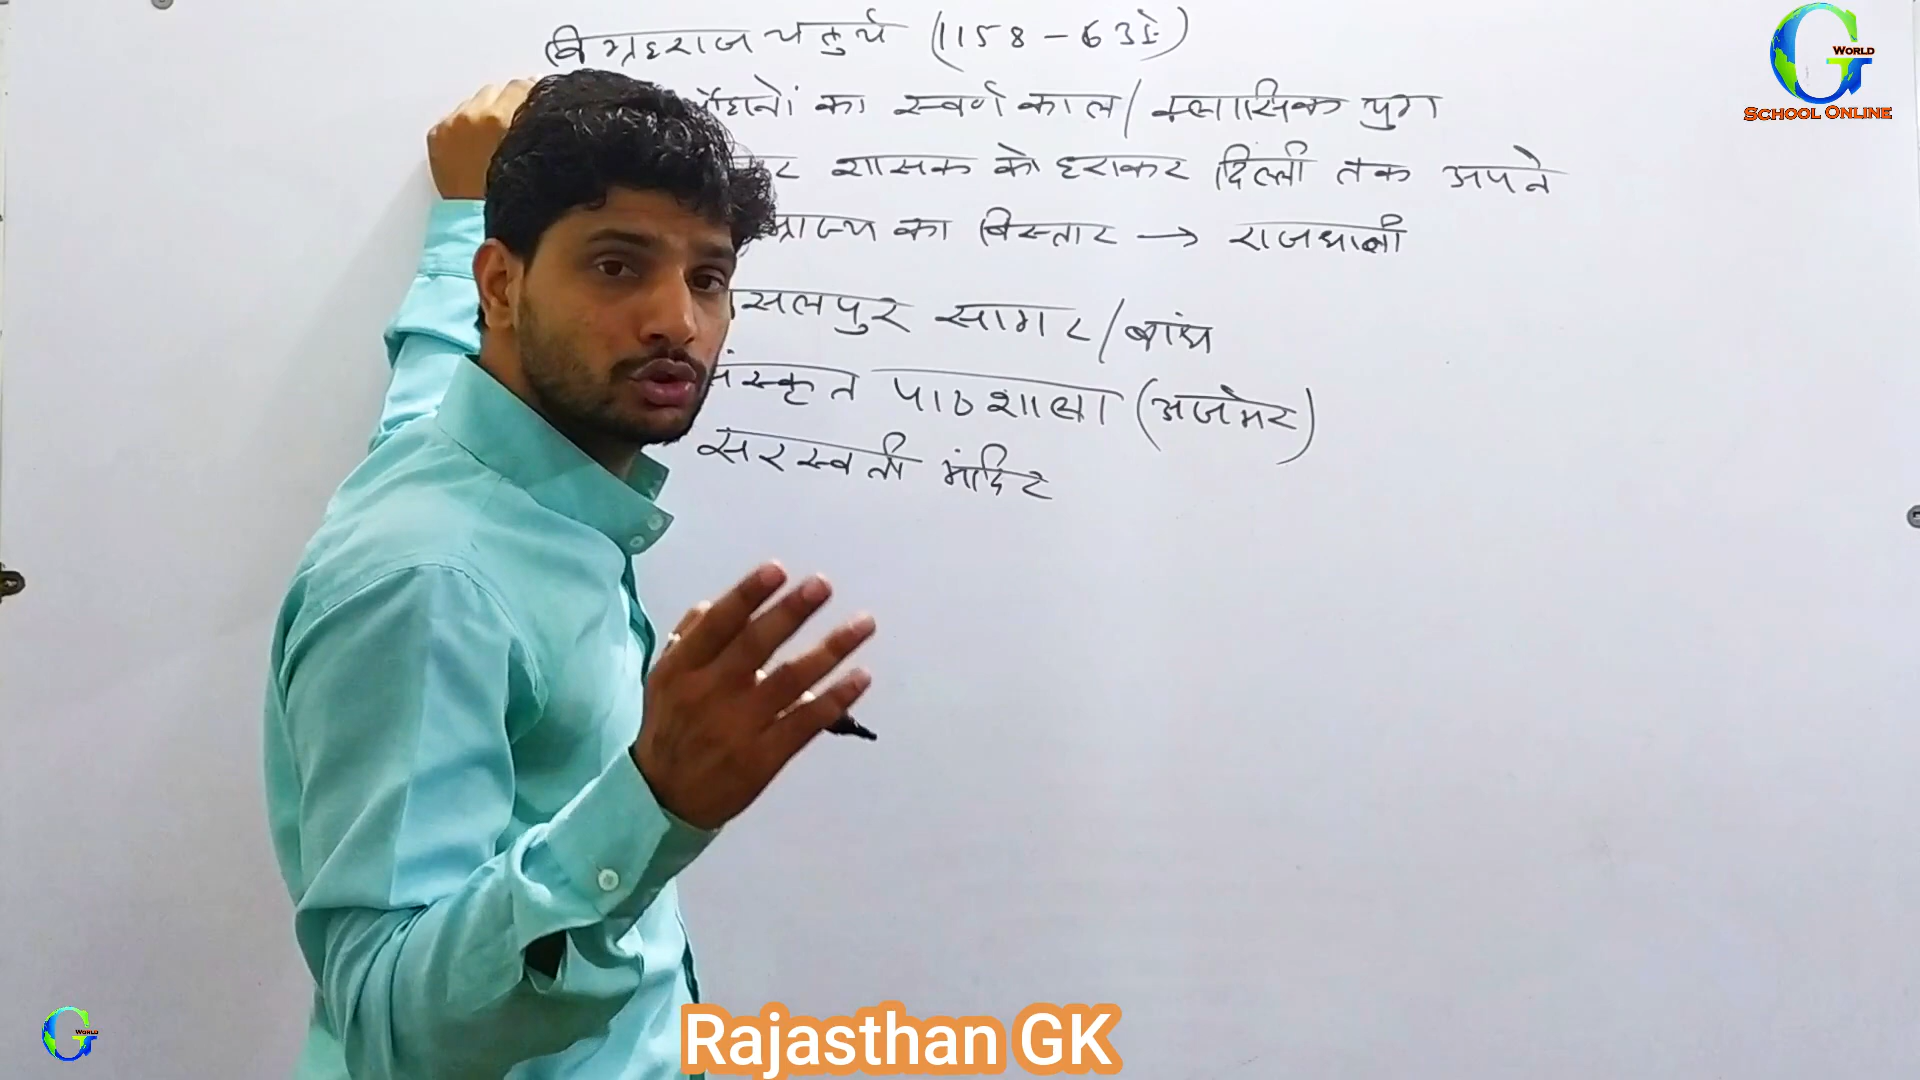 विग्रहराज चतुर्थ (1158-63ई.)
का स्वर्ण काल/क्लासिक युग
शासक को हराकर दिल्ली तक अपने
का विस्तार → राजधानी
सलपुर सागर/बांध
संस्कृत पाठशाला (अजमेर)
सरस्वती मंदिर
G WORLD
SCHOOL ONLINE
G WORLD
Rajasthan GK